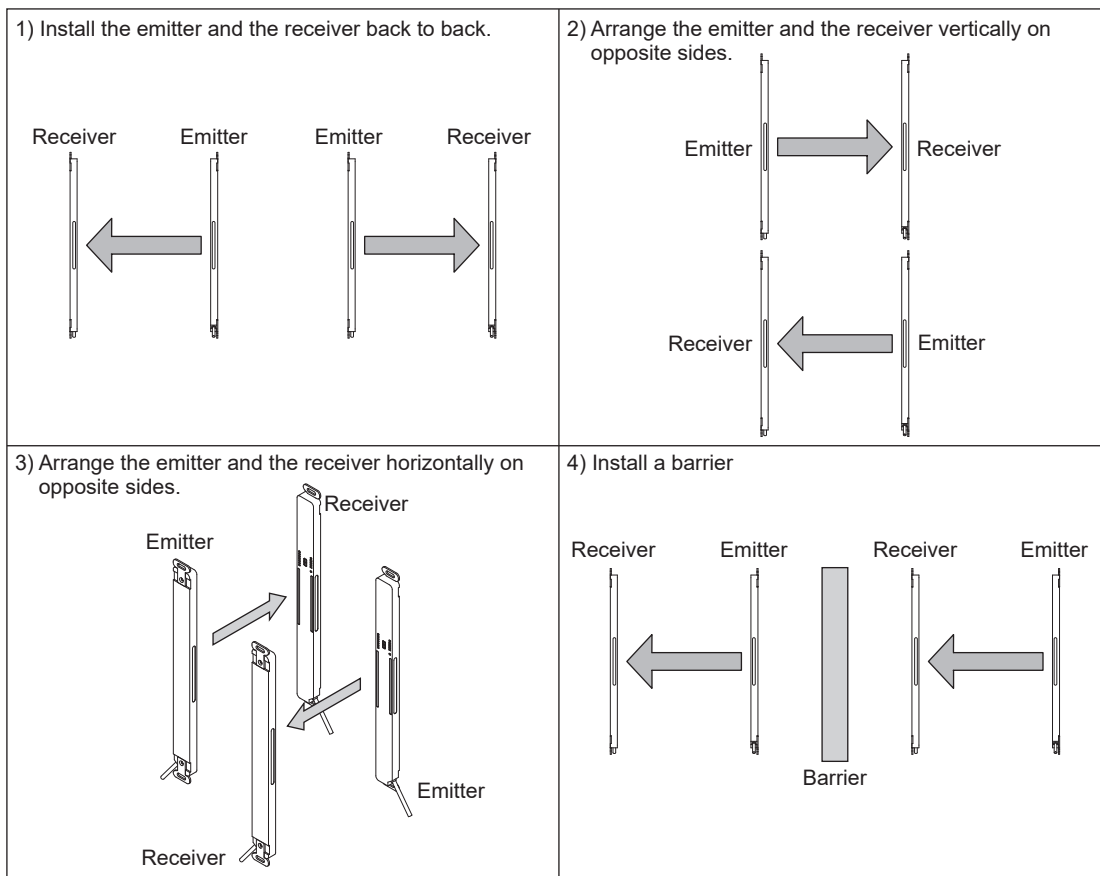 1) Install the emitter and the receiver back to back.
Receiver Emitter Emitter Receiver
2) Arrange the emitter and the receiver vertically on
opposite sides.
Emitter Receiver
Receiver Emitter
3) Arrange the emitter and the receiver horizontally on
opposite sides.
Receiver
Emitter
Emitter
Receiver
4) Install a barrier
Receiver Emitter Receiver Emitter
Barrier